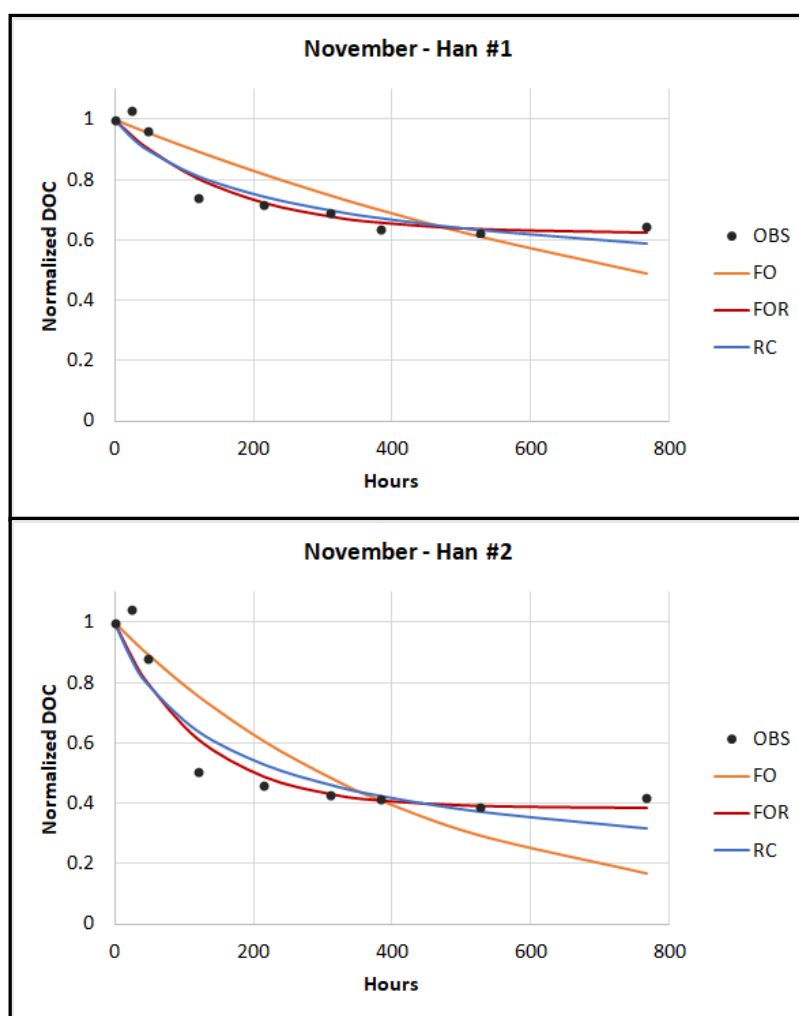 November - Han #1
Normalized DOC
1
0.8
0.6
0.4
0.2
0
0 200 400 600 800
Hours
OBS
FO
FOR
RC
November - Han #2
Normalized DOC
1
0.8
0.6
0.4
0.2
0
0 200 400 600 800
Hours
OBS
FO
FOR
RC